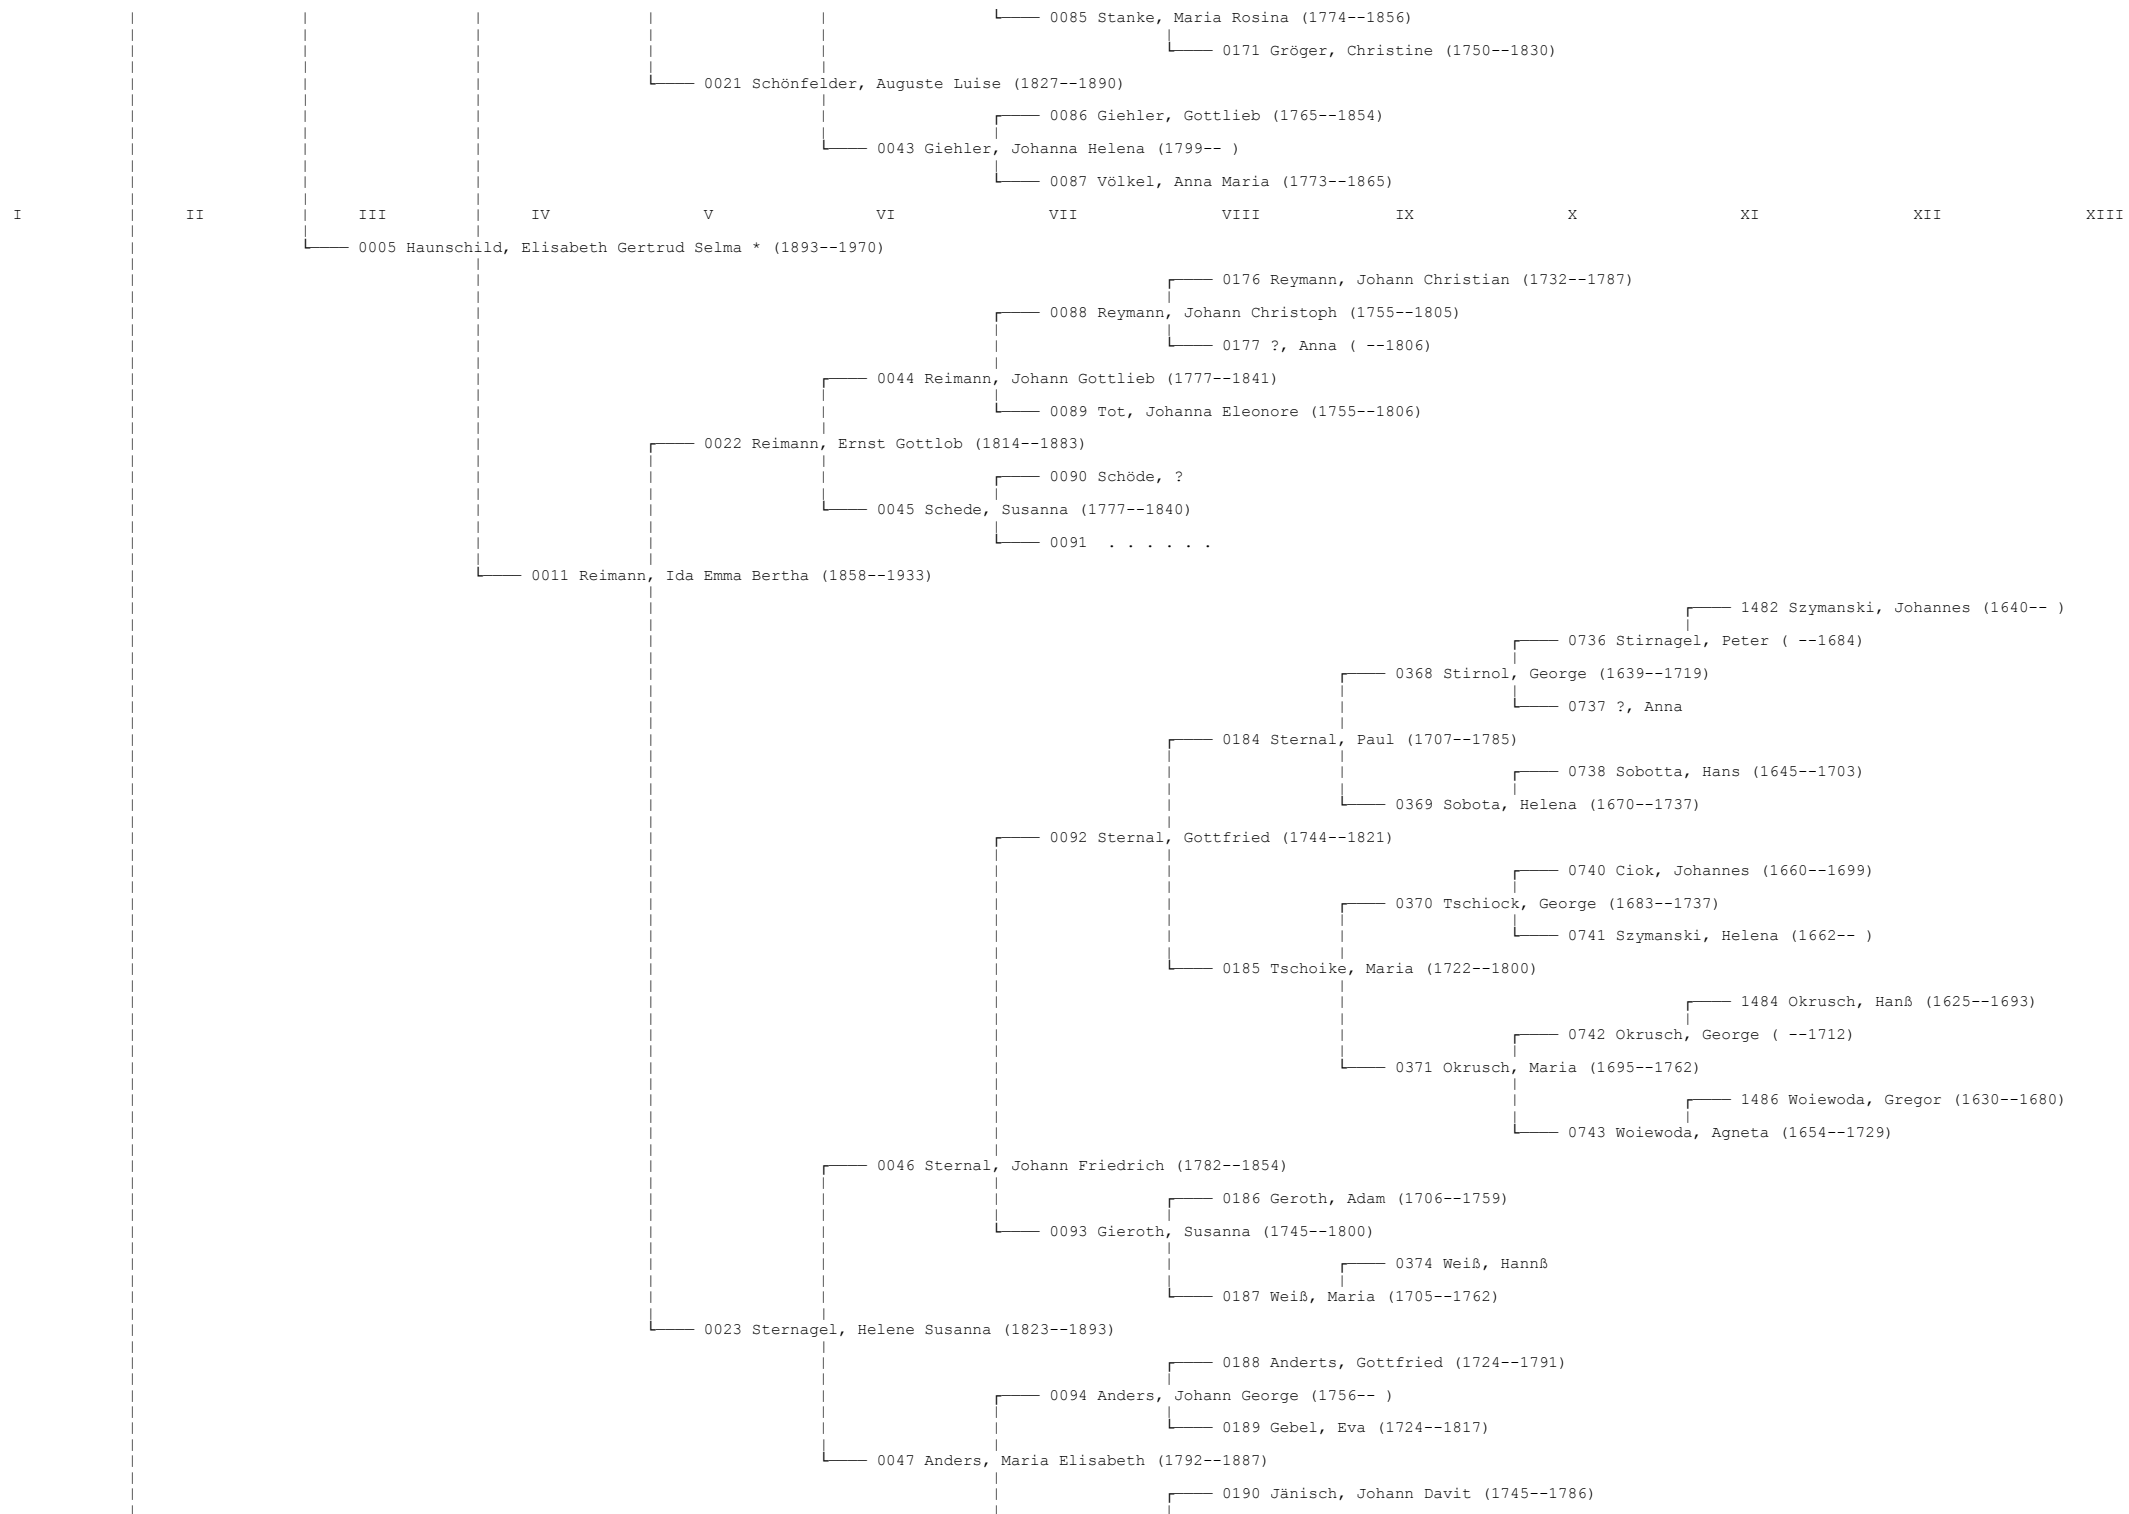 0085 Stanke, Maria Rosina (1774--1856)
0171 Gröger, Christine (1750--1830)
0021 Schönfelder, Auguste Luise (1827--1890)
0086 Giehler, Gottlieb (1765--1854)
0043 Giehler, Johanna Helena (1799-- )
0087 Völkel, Anna Maria (1773--1865)
I II III IV V VI VII VIII IX X XI XII XIII
0005 Haunschild, Elisabeth Gertrud Selma * (1893--1970)
0176 Reymann, Johann Christian (1732--1787)
0088 Reymann, Johann Christoph (1755--1805)
0177 ?, Anna ( --1806)
0044 Reimann, Johann Gottlieb (1777--1841)
0089 Tot, Johanna Eleonore (1755--1806)
0022 Reimann, Ernst Gottlob (1814--1883)
0090 Schöde, ?
0045 Schede, Susanna (1777--1840)
0091 . . . . . .
0011 Reimann, Ida Emma Bertha (1858--1933)
1482 Szymanski, Johannes (1640-- )
0736 Stirnagel, Peter ( --1684)
0368 Stirnol, George (1639--1719)
0737 ?, Anna
0184 Sternal, Paul (1707--1785)
0738 Sobotta, Hans (1645--1703)
0369 Sobota, Helena (1670--1737)
0092 Sternal, Gottfried (1744--1821)
0740 Ciok, Johannes (1660--1699)
0370 Tschiock, George (1683--1737)
0741 Szymanski, Helena (1662-- )
0185 Tschoike, Maria (1722--1800)
1484 Okrusch, Hanß (1625--1693)
0742 Okrusch, George ( --1712)
0371 Okrusch, Maria (1695--1762)
1486 Woiewoda, Gregor (1630--1680)
0743 Woiewoda, Agneta (1654--1729)
0046 Sternal, Johann Friedrich (1782--1854)
0186 Geroth, Adam (1706--1759)
0093 Gieroth, Susanna (1745--1800)
0374 Weiß, Hannß
0187 Weiß, Maria (1705--1762)
0023 Sternagel, Helene Susanna (1823--1893)
0188 Anderts, Gottfried (1724--1791)
0094 Anders, Johann George (1756-- )
0189 Gebel, Eva (1724--1817)
0047 Anders, Maria Elisabeth (1792--1887)
0190 Jänisch, Johann Davit (1745--1786)